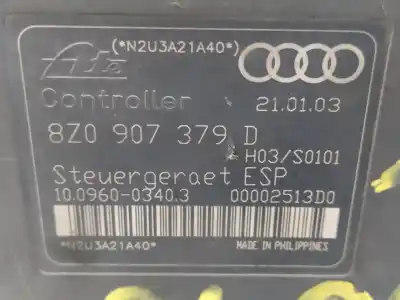 Ate
(*N2U3A21A40*)
Controller
21.01.03
8Z0 907 379 D
H03/S0101
Steuergeraet ESP
10.0960-0340.3
00002513D0
*N2U3A21A40*
MADE IN PHILIPPINES